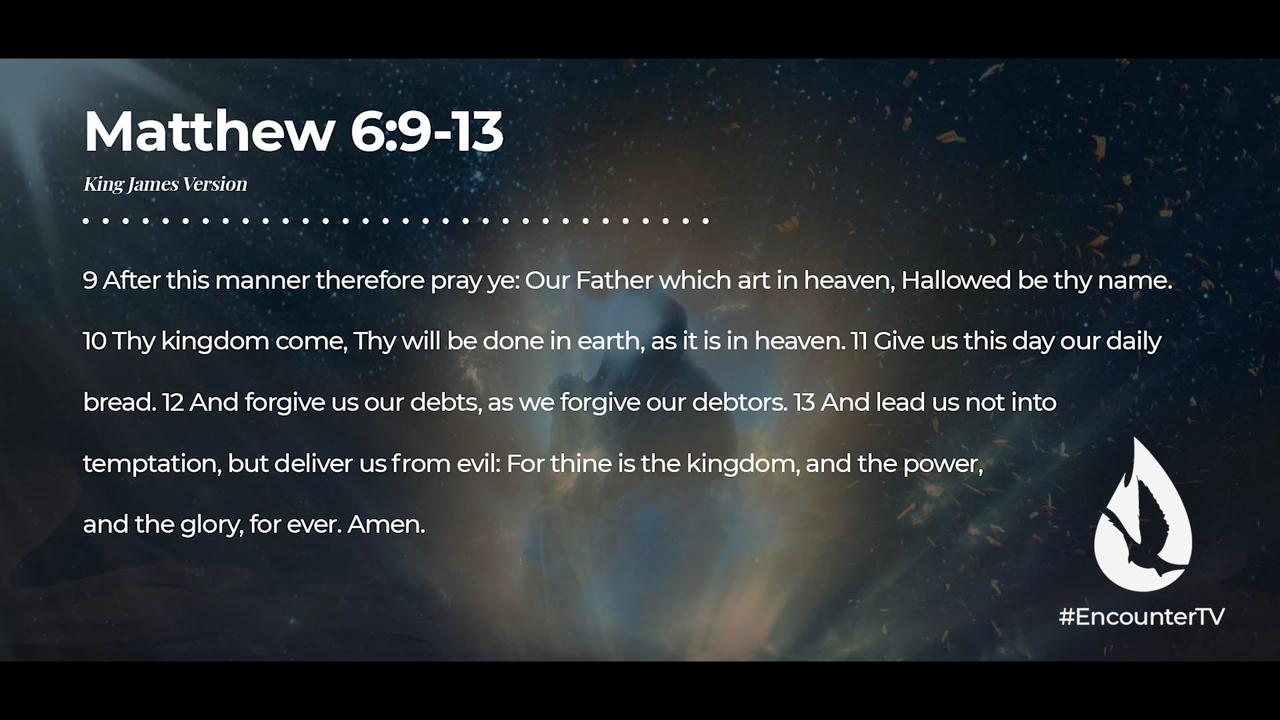 Matthew 6:9-13
King James Version
9 After this manner therefore pray ye: Our Father which art in heaven, Hallowed be thy name.
10 Thy kingdom come, Thy will be done in earth, as it is in heaven. 11 Give us this day our daily
bread. 12 And forgive us our debts, as we forgive our debtors. 13 And lead us not into
temptation, but deliver us from evil: For thine is the kingdom, and the power,
and the glory, for ever. Amen.
#EncounterTV